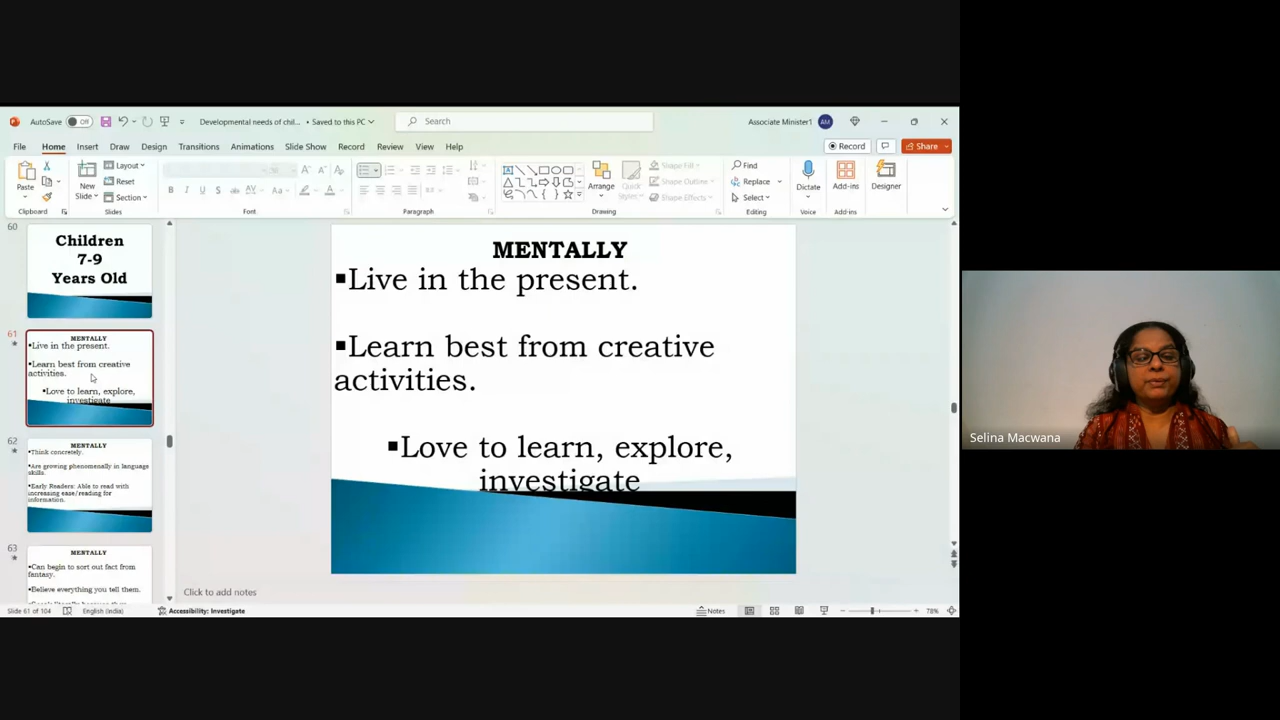 AutoSave Off Developmental needs of chil... • Saved to this PC Search Associate Minister1 AM
File Home Insert Draw Design Transitions Animations Slide Show Record Review View Help Record Share
Paste New Slide Layout Reset Section Arrange Quick Styles Shape Fill Shape Outline Shape Effects Find Replace Select Dictate Add-ins Designer
Clipboard Slides Font Paragraph Drawing Editing Voice Add-ins
60
Children
7-9
Years Old
61
MENTALLY
▪Live in the present.
▪Learn best from creative
activities.
▪Love to learn, explore,
investigate
62
MENTALLY
▪Think concretely.
▪Are growing phenomenally in language
skills.
▪Early Readers: Able to read with
increasing ease/reading for
information.
63
MENTALLY
▪Can begin to sort out fact from
fantasy.
▪Believe everything you tell them.
MENTALLY
▪Live in the present.
▪Learn best from creative
activities.
▪Love to learn, explore,
investigate
Click to add notes
Slide 61 of 104 English (India) Accessibility: Investigate Notes 78%
Selina Macwana